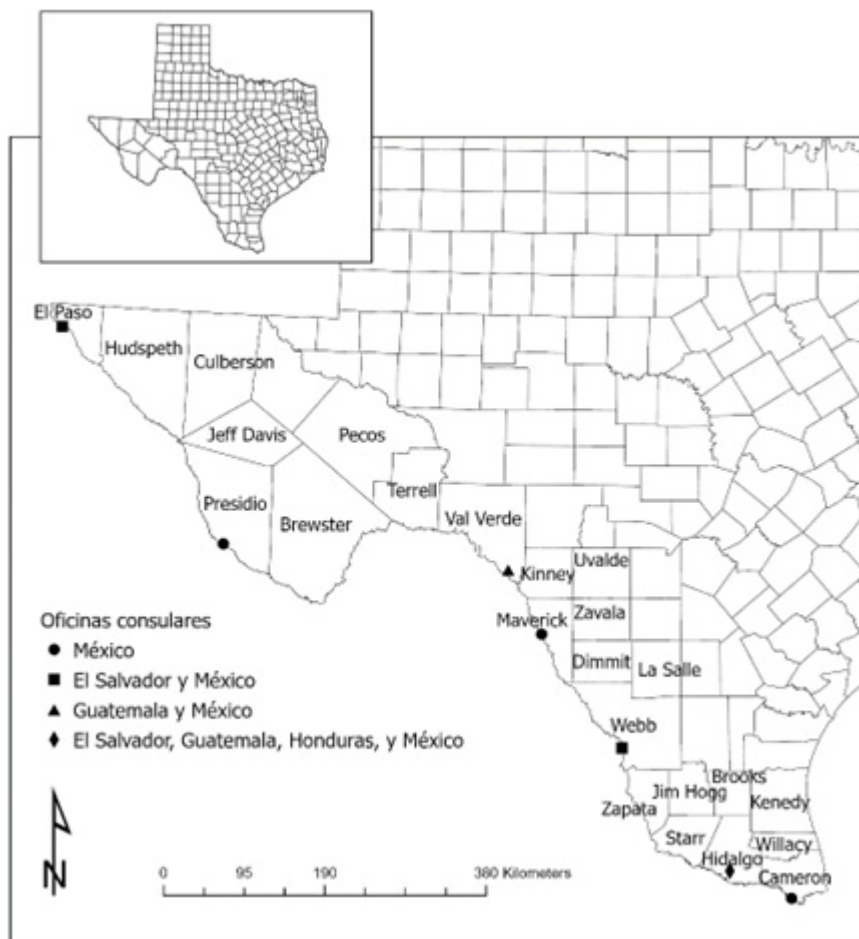 El Paso
Hudspeth
Culberson
Jeff Davis
Pecos
Presidio
Terrell
Brewster
Val Verde
Kinney
Uvalde
Maverick
Zavala
Dimmit
La Salle
Webb
Zapata
Jim Hogg
Brooks
Kenedy
Starr
Willacy
Hidalgo
Cameron
Oficinas consulares
México
El Salvador y México
Guatemala y México
El Salvador, Guatemala, Honduras, y México
N
0 95 190 380 Kilometers